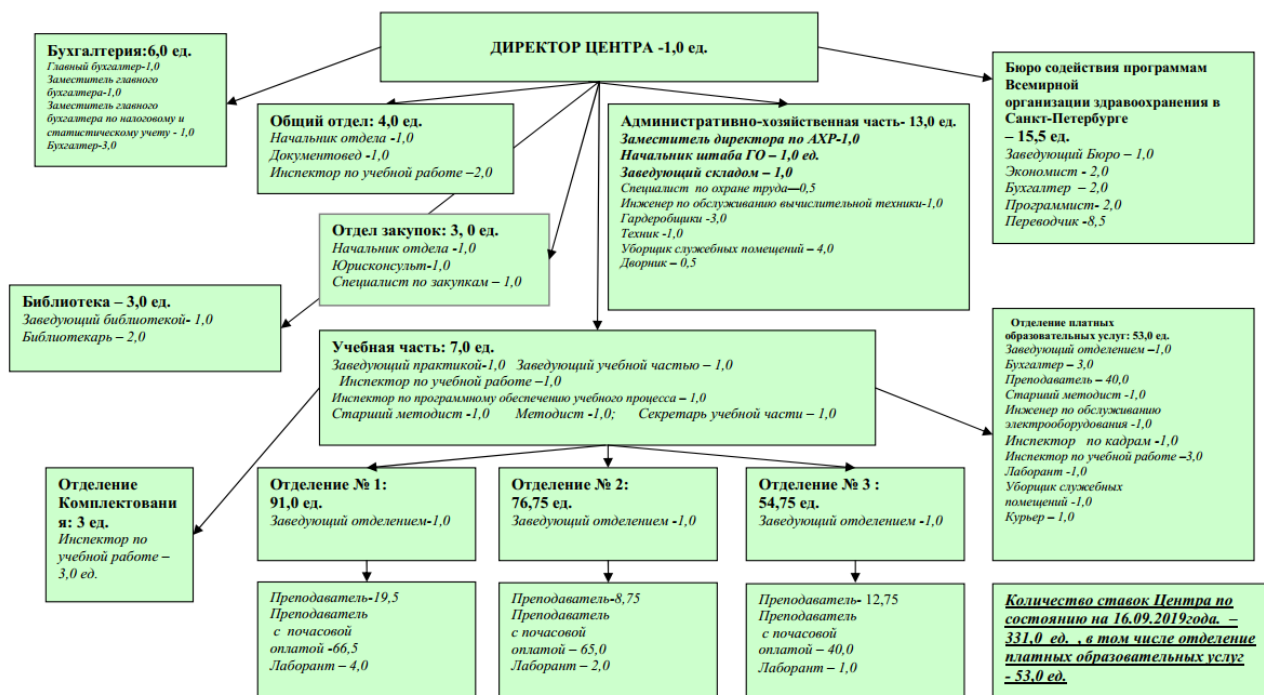 ДИРЕКТОР ЦЕНТРА -1,0 ед.
Бухгалтерия:6,0 ед.
Главный бухгалтер-1,0
Заместитель главного
бухгалтера-1,0
Заместитель главного
бухгалтера по налоговому и
статистическому учету - 1,0
Бухгалтер-3,0
Общий отдел: 4,0 ед.
Начальник отдела -1,0
Документовед -1,0
Инспектор по учебной работе –2,0
Административно-хозяйственная часть- 13,0 ед.
Заместитель директора по АХР-1,0
Начальник штаба ГО – 1,0 ед.
Заведующий складом – 1,0
Специалист по охране труда—0,5
Инженер по обслуживанию вычислительной техники-1,0
Гардеробщики -3,0
Техник -1,0
Уборщик служебных помещений – 4,0
Дворник – 0,5
Бюро содействия программам
Всемирной
организации здравоохранения в
Санкт-Петербурге
– 15,5 ед.
Заведующий Бюро – 1,0
Экономист - 2,0
Бухгалтер – 2,0
Программист- 2,0
Переводчик -8,5
Отдел закупок: 3, 0 ед.
Начальник отдела -1,0
Юрисконсульт-1,0
Специалист по закупкам – 1,0
Библиотека – 3,0 ед.
Заведующий библиотекой- 1,0
Библиотекарь – 2,0
Учебная часть: 7,0 ед.
Заведующий практикой-1,0 Заведующий учебной частью – 1,0
Инспектор по учебной работе –1,0
Инспектор по программному обеспечению учебного процесса – 1,0
Старший методист -1,0 Методист -1,0; Секретарь учебной части – 1,0
Отделение платных
образовательных услуг: 53,0 ед.
Заведующий отделением –1,0
Бухгалтер – 3,0
Преподаватель – 40,0
Старший методист -1,0
Инженер по обслуживанию
электрооборудования -1,0
Инспектор по кадрам -1,0
Инспектор по учебной работе –3,0
Лаборант -1,0
Уборщик служебных
помещений -1,0
Курьер – 1,0
Отделение
Комплектовани
я: 3 ед.
Инспектор по
учебной работе –
3,0 ед.
Отделение № 1:
91,0 ед.
Заведующий отделением-1,0
Отделение № 2:
76,75 ед.
Заведующий отделением -1,0
Отделение № 3 :
54,75 ед.
Заведующий отделением -1,0
Преподаватель-19,5
Преподаватель
с почасовой
оплатой -66,5
Лаборант – 4,0
Преподаватель-8,75
Преподаватель
с почасовой
оплатой – 65,0
Лаборант – 2,0
Преподаватель- 12,75
Преподаватель
с почасовой
оплатой – 40,0
Лаборант – 1,0
Количество ставок Центра по
состоянию на 16.09.2019года. –
331,0 ед. , в том числе отделение
платных образовательных услуг
- 53,0 ед.